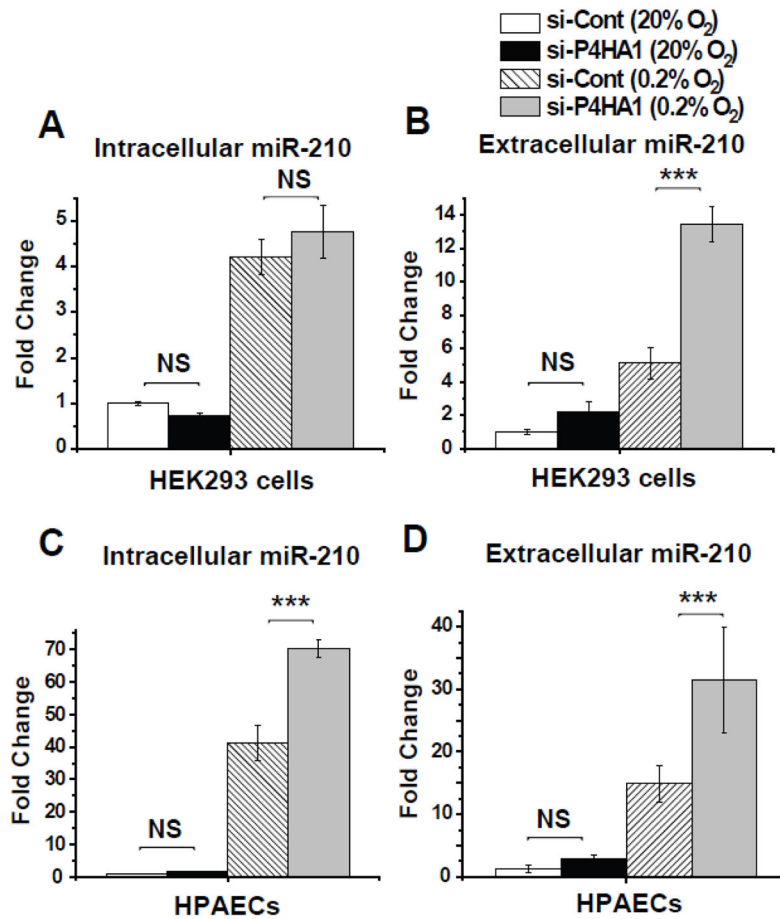 si-Cont (20% O₂)
si-P4HA1 (20% O₂)
si-Cont (0.2% O₂)
si-P4HA1 (0.2% O₂)
A
Intracellular miR-210
NS
5
4
3
2
1
0
Fold Change
NS
HEK293 cells
B
Extracellular miR-210
***
14
12
10
8
6
4
2
0
Fold Change
NS
HEK293 cells
C
Intracellular miR-210
***
70
60
50
40
30
20
10
0
Fold Change
NS
HPAECs
D
Extracellular miR-210
***
40
30
20
10
0
Fold Change
NS
HPAECs